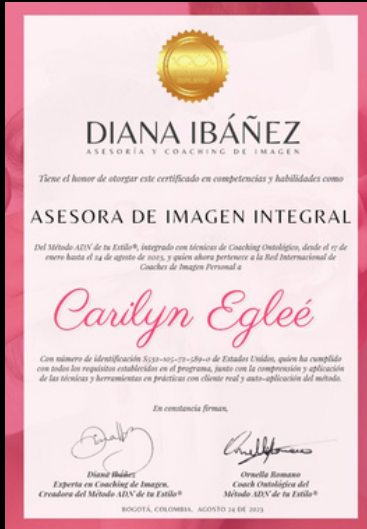 DIANA IBÁÑEZ
ASESORÍA Y COACHING DE IMAGEN
Tiene el honor de otorgar este certificado en competencias y habilidades como
ASESORA DE IMAGEN INTEGRAL
Del Método ADN de tu Estilo®, integrado con técnicas de Coaching Ontológico, desde el 17 de
enero hasta el 24 de agosto de 2023, y quien ahora pertenece a la Red Internacional de
Coaches de Imagen Personal a
Carilyn Egleé
Con número de identificación S532-105-72-589-0 de Estados Unidos, quien ha cumplido
con todos los requisitos establecidos en el programa, junto con la comprensión y aplicación
de las técnicas y herramientas en prácticas con cliente real y auto-aplicación del método.
En constancia firman,
Diana Ibáñez
Experta en Coaching de Imagen,
Creadora del Método ADN de tu Estilo®
Ornella Romano
Coach Ontológica del
Método ADN de tu Estilo®
BOGOTÁ, COLOMBIA. AGOSTO 24 DE 2023